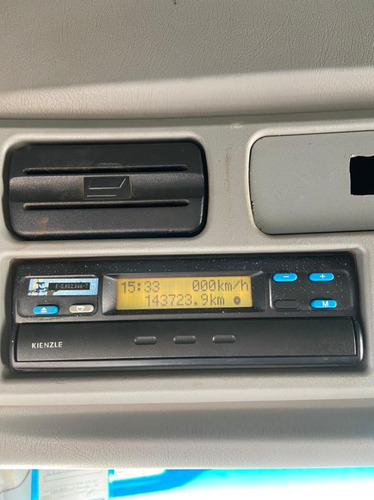 15:33 000km/h
143723.9km
- +
M
KIENZLE